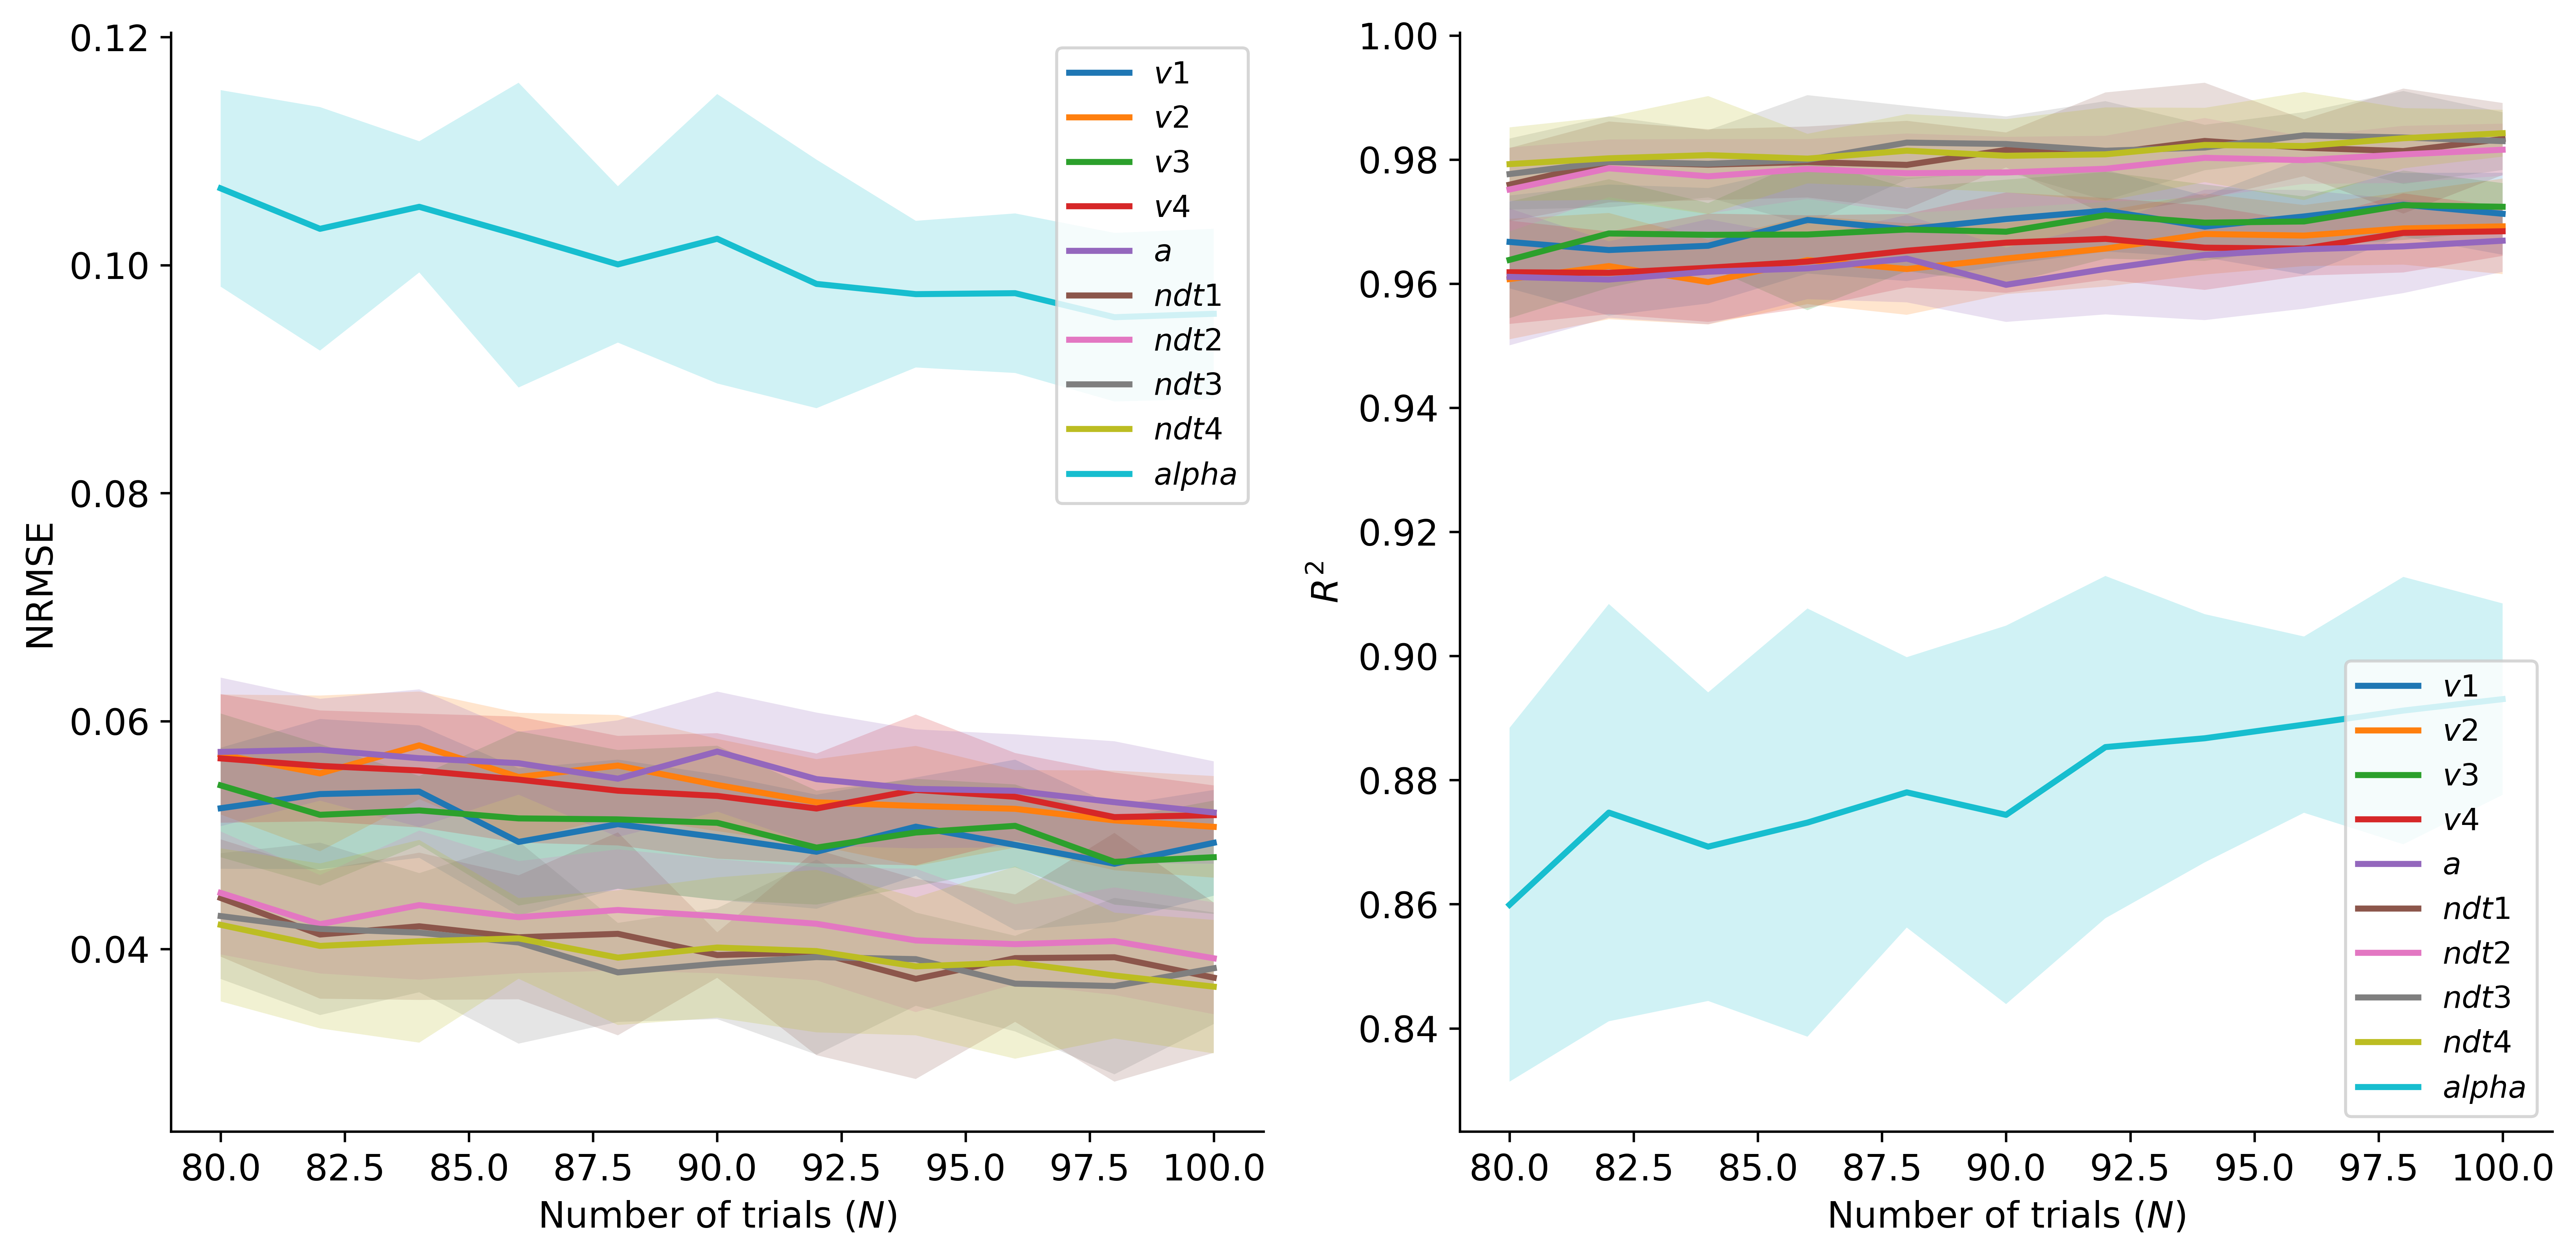 0.12
0.10
0.08
0.06
0.04
NRMSE
80.0 82.5 85.0 87.5 90.0 92.5 95.0 97.5 100.0
Number of trials (N)
v1
v2
v3
v4
a
ndt1
ndt2
ndt3
ndt4
alpha
1.00
0.98
0.96
0.94
0.92
0.90
0.88
0.86
0.84
R²
80.0 82.5 85.0 87.5 90.0 92.5 95.0 97.5 100.0
Number of trials (N)
v1
v2
v3
v4
a
ndt1
ndt2
ndt3
ndt4
alpha